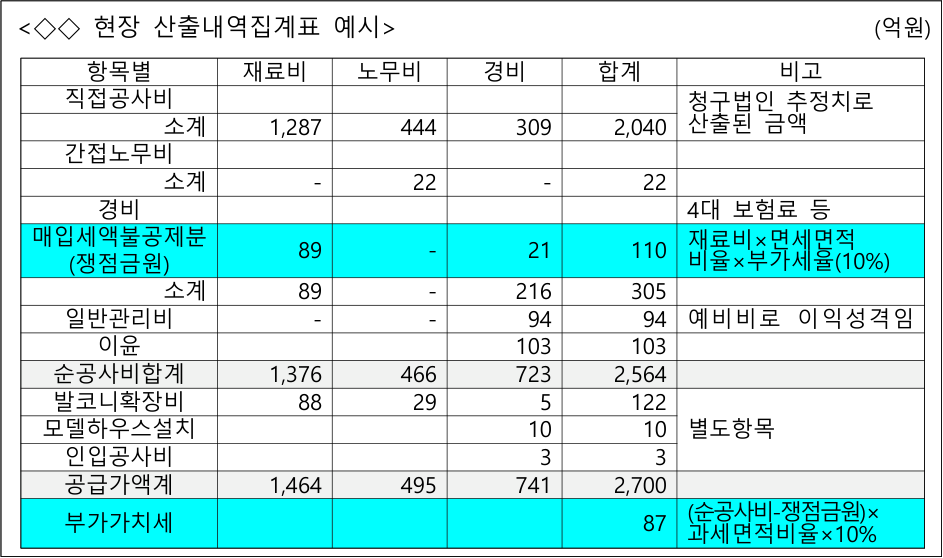 <◇◇ 현장 산출내역집계표 예시> (억원)
항목별 재료비 노무비 경비 합계 비고
직접공사비 청구법인 추정치로
소계 1,287 444 309 2,040 산출된 금액
간접노무비
소계 - 22 - 22
경비 4대 보험료 등
매입세액불공제분 89 - 21 110 재료비×면세면적
(쟁점금원) 비율×부가세율(10%)
소계 89 - 216 305
일반관리비 - - 94 94 예비비로 이익성격임
이윤 103 103
순공사비합계 1,376 466 723 2,564
발코니확장비 88 29 5 122
모델하우스설치 10 10 별도항목
인입공사비 3 3
공급가액계 1,464 495 741 2,700
부가가치세 87 (순공사비-쟁점금원)×
과세면적비율×10%